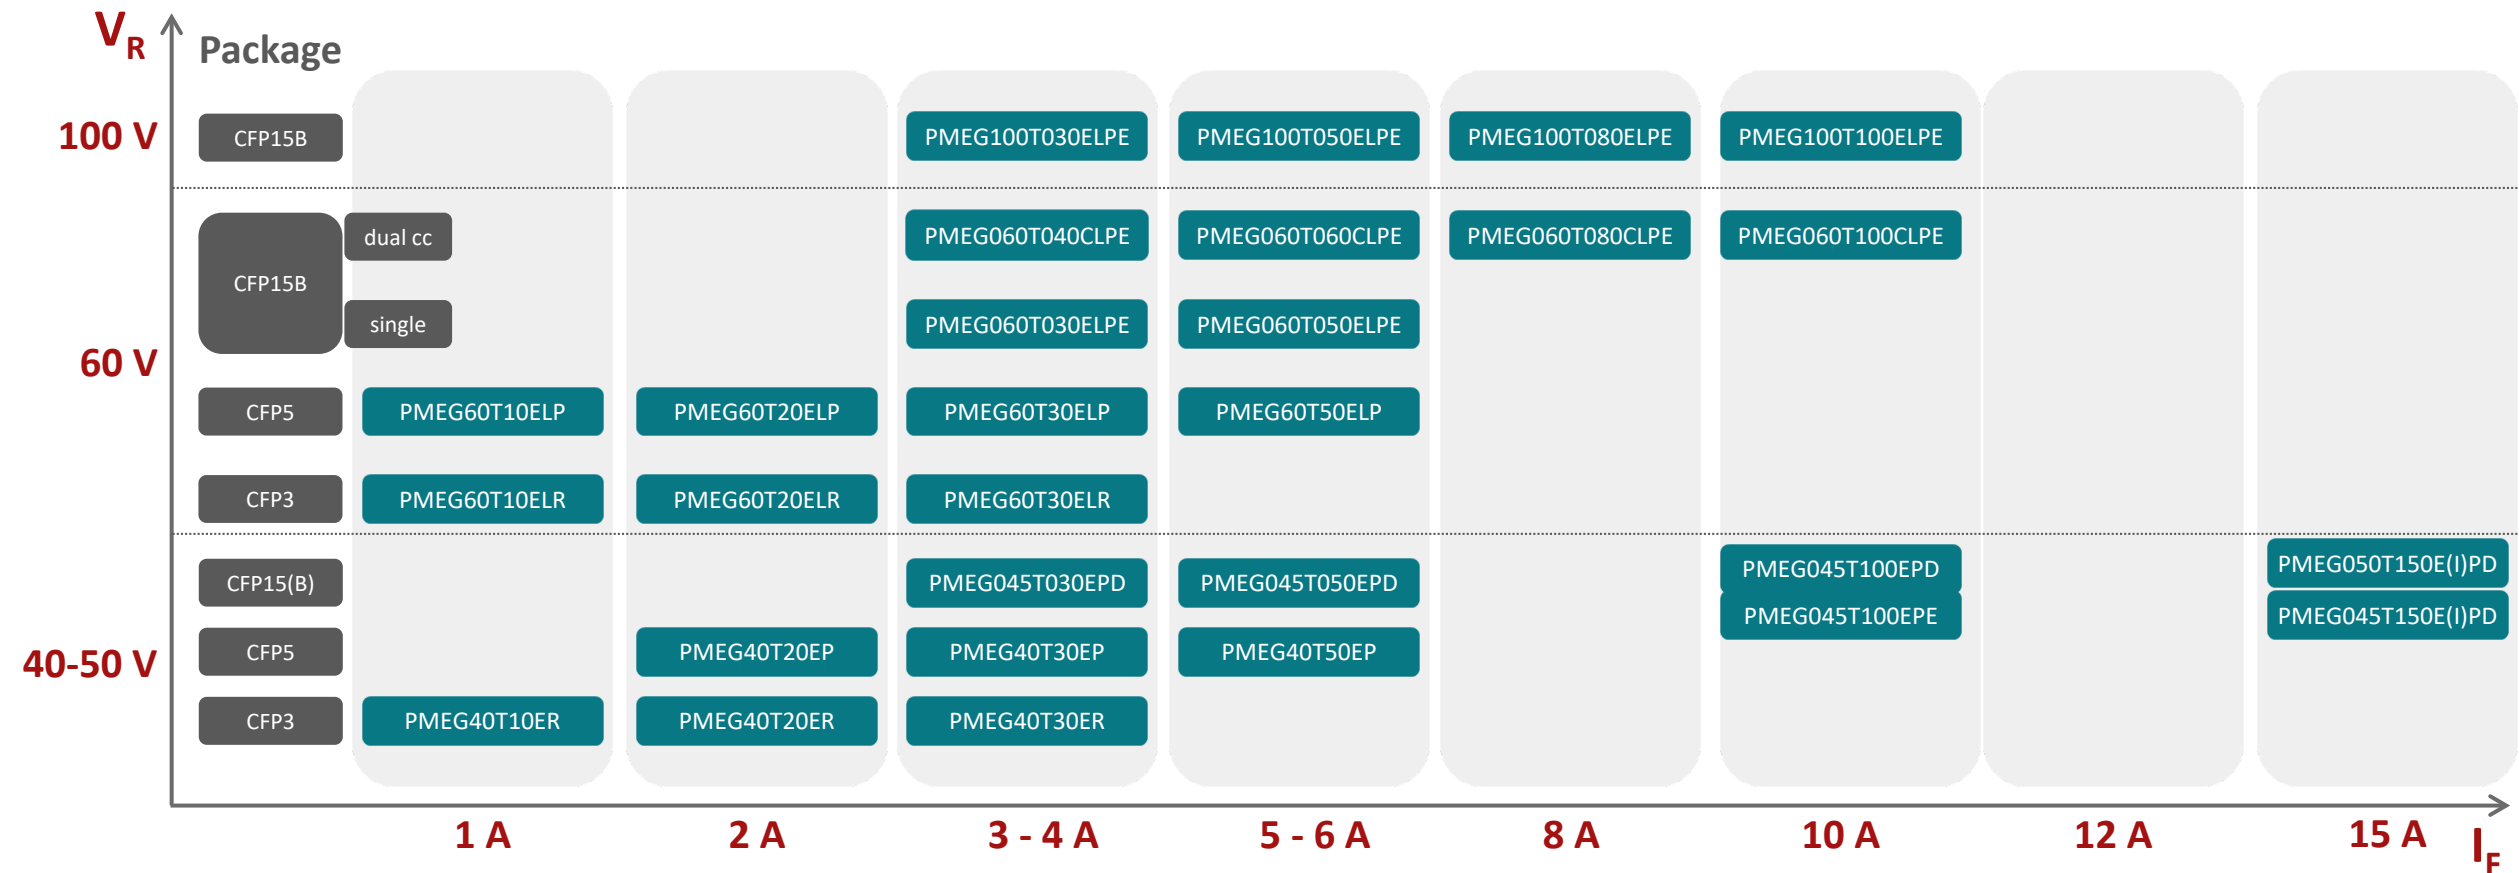 VR
Package
100 V
CFP15B
PMEG100T030ELPE
PMEG100T050ELPE
PMEG100T080ELPE
PMEG100T100ELPE
dual cc
PMEG060T040CLPE
PMEG060T060CLPE
PMEG060T080CLPE
PMEG060T100CLPE
CFP15B
single
PMEG060T030ELPE
PMEG060T050ELPE
60 V
CFP5
PMEG60T10ELP
PMEG60T20ELP
PMEG60T30ELP
PMEG60T50ELP
CFP3
PMEG60T10ELR
PMEG60T20ELR
PMEG60T30ELR
CFP15(B)
PMEG045T030EPD
PMEG045T050EPD
PMEG045T100EPD
PMEG050T150E(I)PD
PMEG045T100EPE
PMEG045T150E(I)PD
40-50 V
CFP5
PMEG40T20EP
PMEG40T30EP
PMEG40T50EP
CFP3
PMEG40T10ER
PMEG40T20ER
PMEG40T30ER
1 A
2 A
3 - 4 A
5 - 6 A
8 A
10 A
12 A
15 A
IF